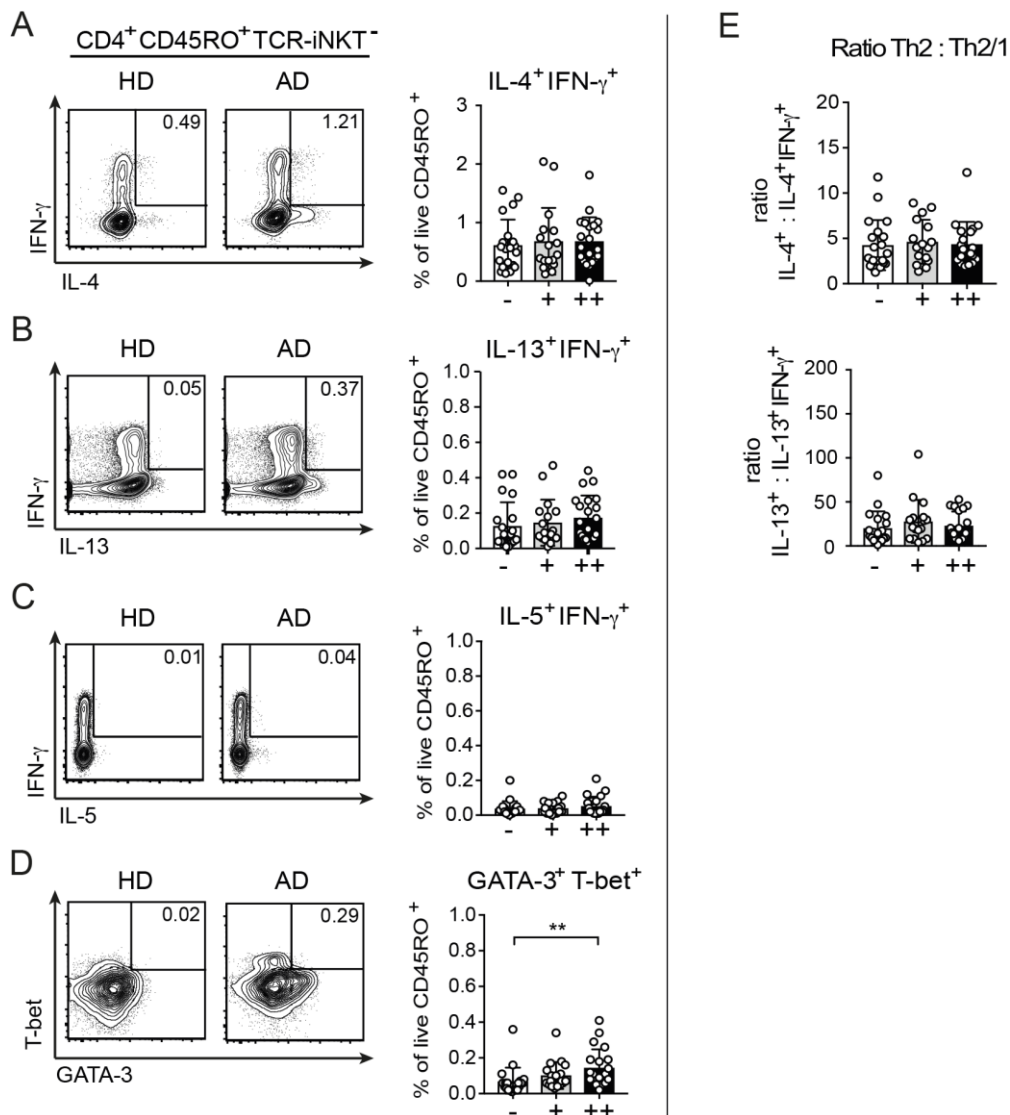 A
CD4+CD45RO+TCR-iNKT-
HD
AD
IFN-γ
0.49
1.21
IL-4
IL-4+ IFN-γ+
% of live CD45RO+
3
2
1
0
- + ++
B
HD
AD
IFN-γ
0.05
0.37
IL-13
IL-13+IFN-γ+
% of live CD45RO+
1.0
0.8
0.6
0.4
0.2
0.0
- + ++
C
HD
AD
IFN-γ
0.01
0.04
IL-5
IL-5+ IFN-γ+
% of live CD45RO+
1.0
0.8
0.6
0.4
0.2
0.0
- + ++
D
HD
AD
T-bet
0.02
0.29
GATA-3
GATA-3+ T-bet+
% of live CD45RO+
1.0
0.8
0.6
0.4
0.2
0.0
**
- + ++
E
Ratio Th2 : Th2/1
ratio
IL-4+ : IL-4+IFN-γ+
20
15
10
5
0
- + ++
ratio
IL-13+ : IL-13+IFN-γ+
200
150
100
50
0
- + ++